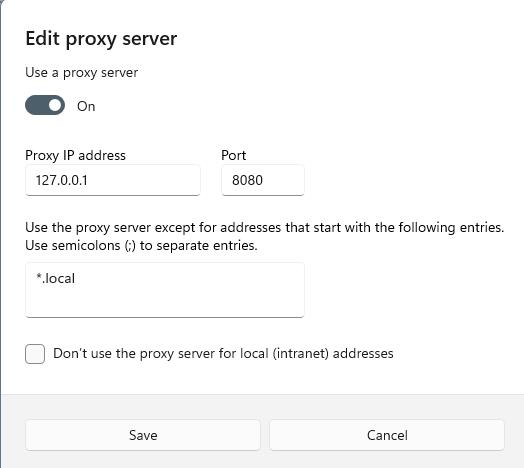 Edit proxy server
Use a proxy server
On
Proxy IP address Port
127.0.0.1 8080
Use the proxy server except for addresses that start with the following entries.
Use semicolons (;) to separate entries.
*.local
Don't use the proxy server for local (intranet) addresses
Save Cancel